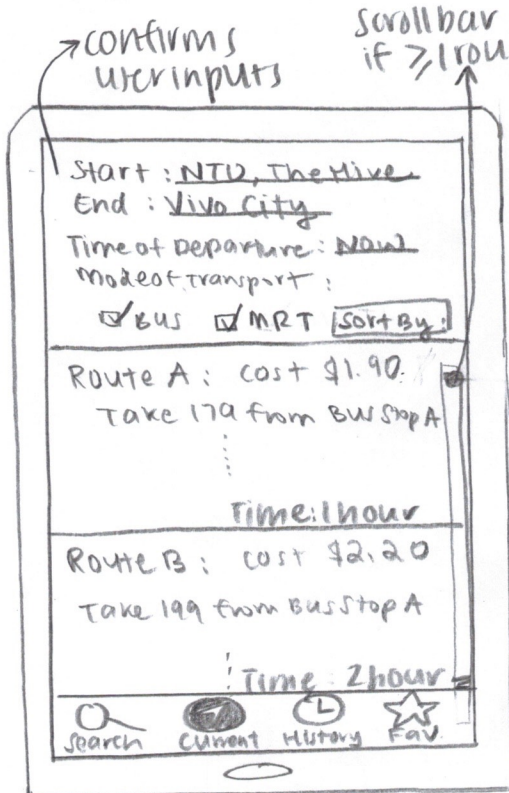 confirms
user inputs
scrollbar
if ⩾1 rou
Start : NTU, The Hive
End : Vivo City
Time of Departure : NOW
Mode of Transport :
☑ BUS ☑ MRT Sort By:
Route A : cost $1.90
Take 179 from Bus Stop A
Time: 1 hour
Route B : cost $2.20
Take 199 from Bus Stop A
Time : 2 hour
Search Current History Fav.